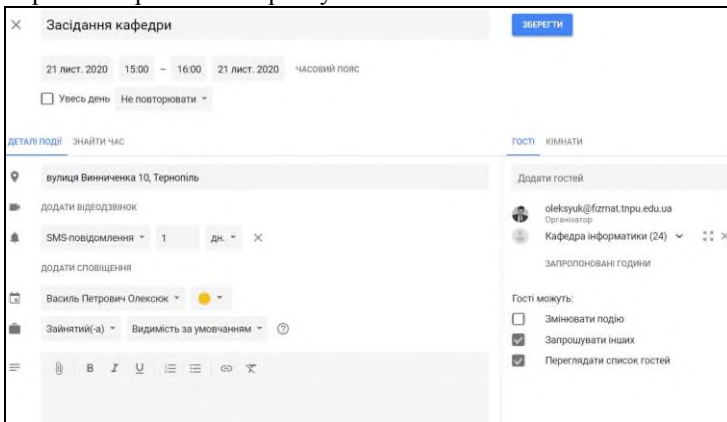 Засідання кафедри
ЗБЕРЕГТИ
21 лист. 2020 15:00 – 16:00 21 лист. 2020 ЧАСОВИЙ ПОЯС
Увесь день Не повторювати
ДЕТАЛІ ПОДІЇ ЗНАЙТИ ЧАС
вулиця Винниченка 10, Тернопіль
ДОДАТИ ВІДЕОДЗВІНОК
SMS-повідомлення 1 дн.
ДОДАТИ СПОВІЩЕННЯ
Василь Петрович Олексюк
Зайнятий(-а) Видимість за умовчанням
B I U
ГОСТІ КІМНАТИ
Додати гостей
oleksyuk@fizmat.tnpu.edu.ua
Організатор
Кафедра інформатики (24)
ЗАПРОПОНОВАНІ ГОДИНИ
Гості можуть:
Змінювати подію
Запрошувати інших
Переглядати список гостей